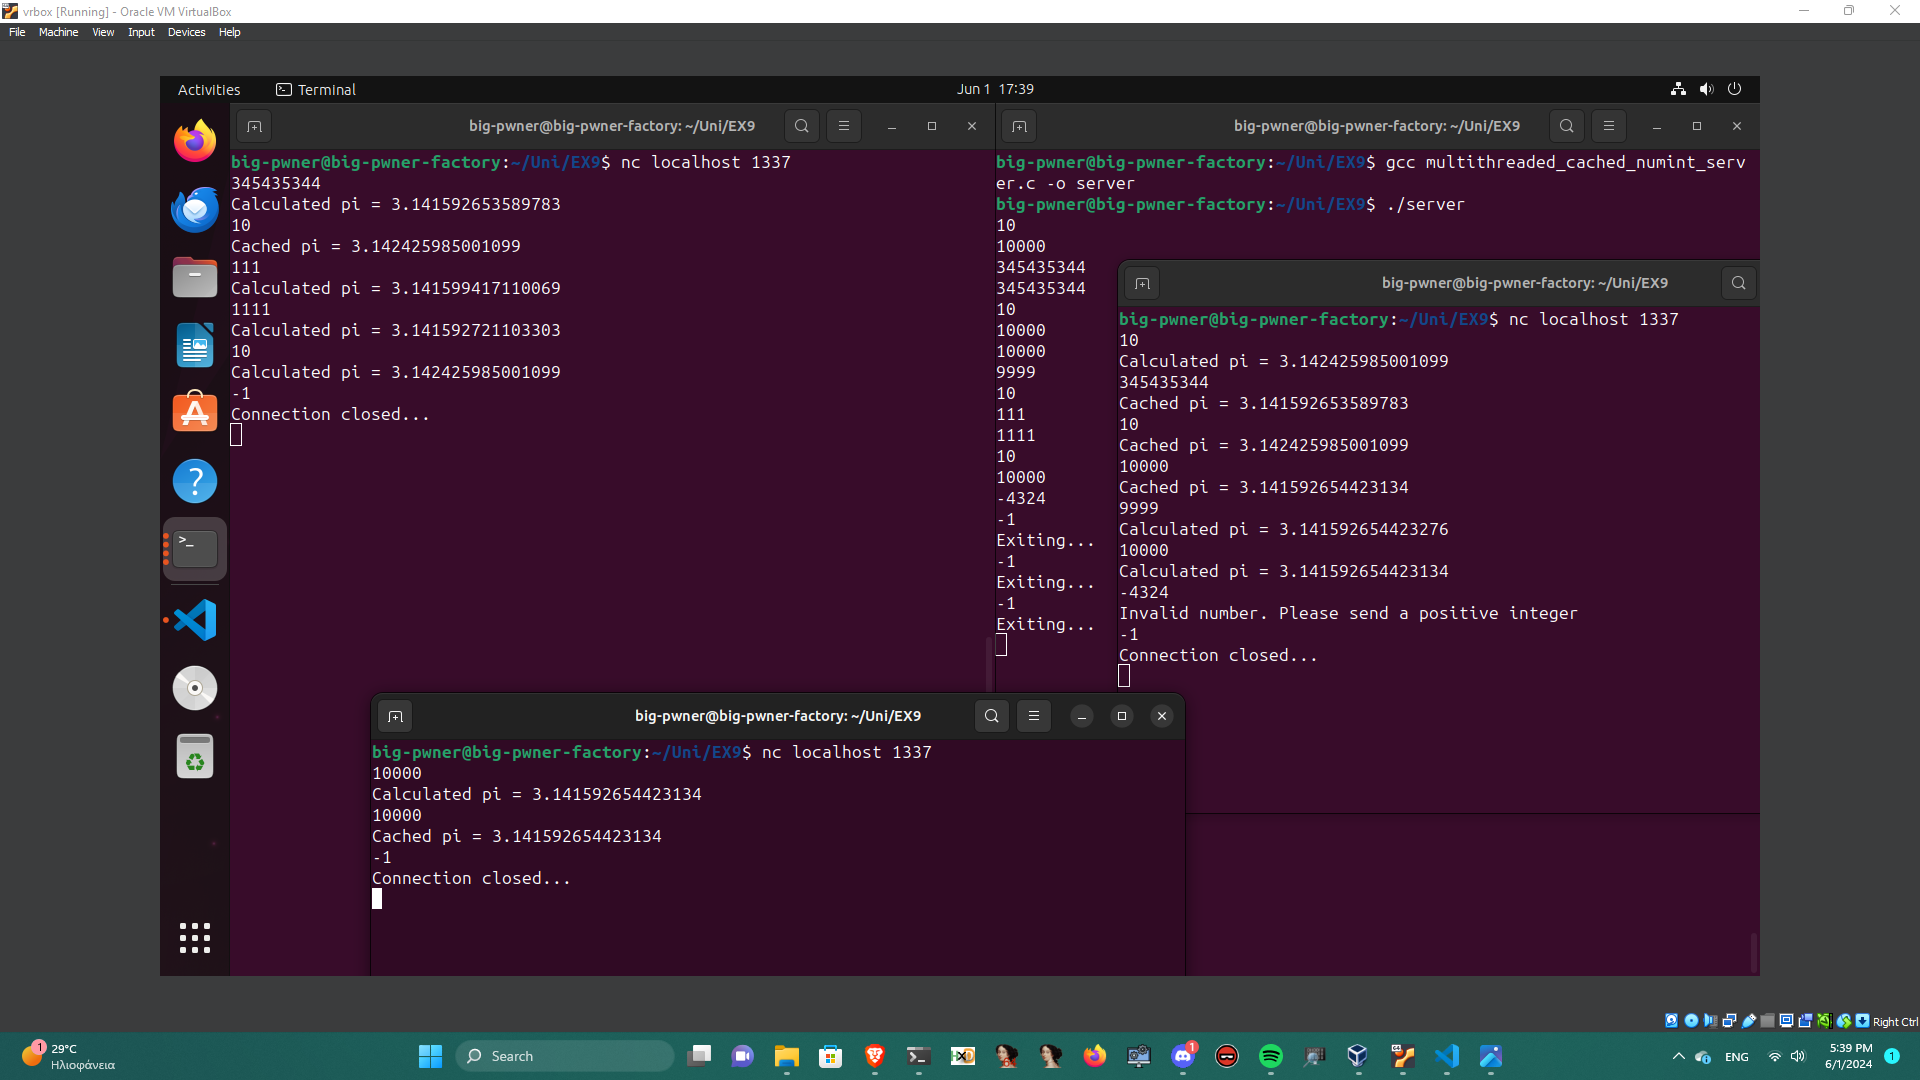 vrbox [Running] - Oracle VM VirtualBox
File Machine View Input Devices Help
Activities Terminal Jun 1 17:39
big-pwner@big-pwner-factory: ~/Uni/EX9
big-pwner@big-pwner-factory:~/Uni/EX9$ nc localhost 1337
345435344
Calculated pi = 3.141592653589783
10
Cached pi = 3.142425985001099
111
Calculated pi = 3.141599417110069
1111
Calculated pi = 3.141592721103303
10
Calculated pi = 3.142425985001099
-1
Connection closed...
big-pwner@big-pwner-factory: ~/Uni/EX9
big-pwner@big-pwner-factory:~/Uni/EX9$ gcc multithreaded_cached_numint_serv
er.c -o server
big-pwner@big-pwner-factory:~/Uni/EX9$ ./server
10
10000
345435344
345435344
10
10000
10000
9999
10
111
1111
10
10000
-4324
-1
Exiting...
-1
Exiting...
-1
Exiting...
big-pwner@big-pwner-factory: ~/Uni/EX9
big-pwner@big-pwner-factory:~/Uni/EX9$ nc localhost 1337
10
Calculated pi = 3.142425985001099
345435344
Cached pi = 3.141592653589783
10
Cached pi = 3.142425985001099
10000
Cached pi = 3.141592654423134
9999
Calculated pi = 3.141592654423276
10000
Calculated pi = 3.141592654423134
-4324
Invalid number. Please send a positive integer
-1
Connection closed...
big-pwner@big-pwner-factory: ~/Uni/EX9
big-pwner@big-pwner-factory:~/Uni/EX9$ nc localhost 1337
10000
Calculated pi = 3.141592654423134
10000
Cached pi = 3.141592654423134
-1
Connection closed...
Right Ctrl
1
29°C
Ηλιοφάνεια
Search
HXD
1
64
ENG
5:39 PM
6/1/2024
1